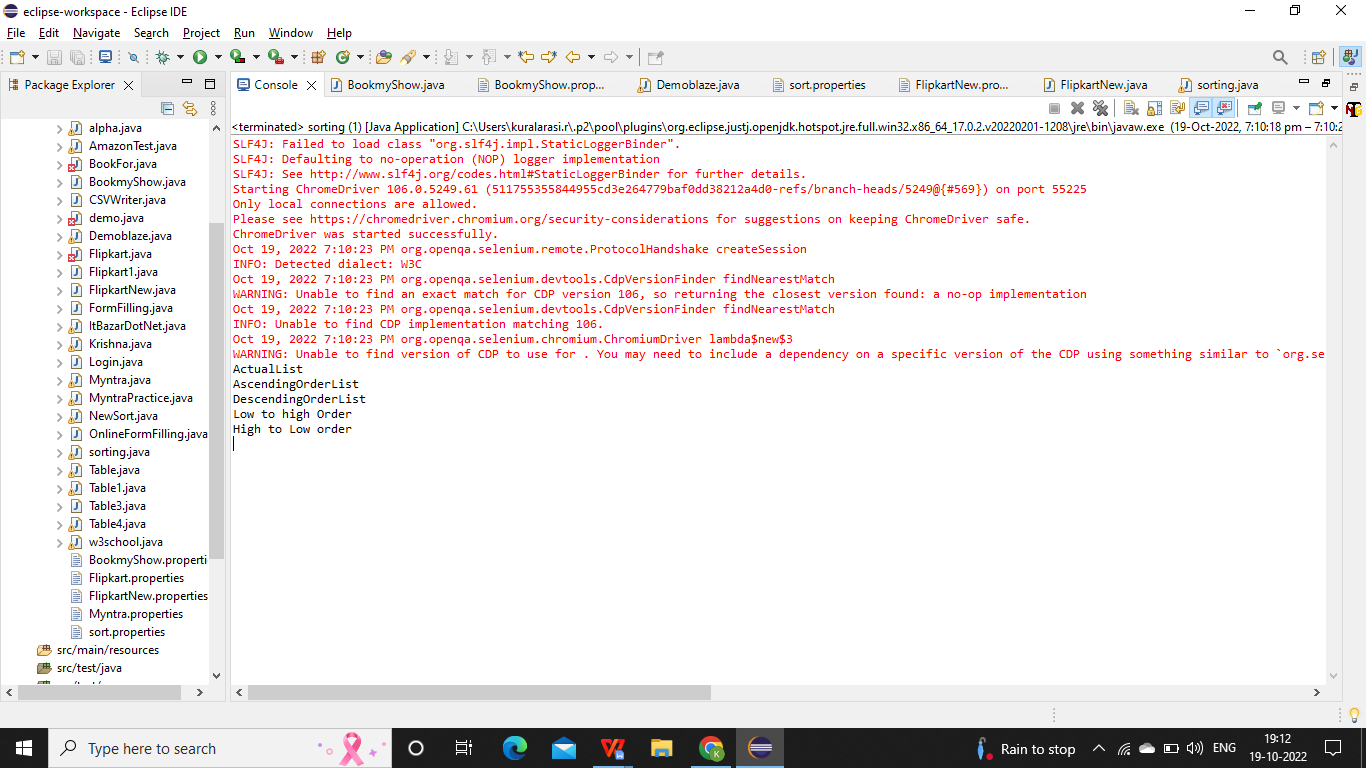 eclipse-workspace - Eclipse IDE
File Edit Navigate Search Project Run Window Help
Package Explorer
alpha.java
AmazonTest.java
BookFor.java
BookmyShow.java
CSVWriter.java
demo.java
Demoblaze.java
Flipkart.java
Flipkart1.java
FlipkartNew.java
FormFilling.java
ItBazarDotNet.java
Krishna.java
Login.java
Myntra.java
MyntraPractice.java
NewSort.java
OnlineFormFilling.java
sorting.java
Table.java
Table1.java
Table3.java
Table4.java
w3school.java
BookmyShow.properti
Flipkart.properties
FlipkartNew.properties
Myntra.properties
sort.properties
src/main/resources
src/test/java
Console BookmyShow.java BookmyShow.prop... Demoblaze.java sort.properties FlipkartNew.pro... FlipkartNew.java sorting.java
<terminated> sorting (1) [Java Application] C:\Users\kuralarasi.r\.p2\pool\plugins\org.eclipse.justj.openjdk.hotspot.jre.full.win32.x86_64_17.0.2.v20220201-1208\jre\bin\javaw.exe (19-Oct-2022, 7:10:18 pm – 7:10:2
SLF4J: Failed to load class "org.slf4j.impl.StaticLoggerBinder".
SLF4J: Defaulting to no-operation (NOP) logger implementation
SLF4J: See http://www.slf4j.org/codes.html#StaticLoggerBinder for further details.
Starting ChromeDriver 106.0.5249.61 (511755355844955cd3e264779baf0dd38212a4d0-refs/branch-heads/5249@{#569}) on port 55225
Only local connections are allowed.
Please see https://chromedriver.chromium.org/security-considerations for suggestions on keeping ChromeDriver safe.
ChromeDriver was started successfully.
Oct 19, 2022 7:10:23 PM org.openqa.selenium.remote.ProtocolHandshake createSession
INFO: Detected dialect: W3C
Oct 19, 2022 7:10:23 PM org.openqa.selenium.devtools.CdpVersionFinder findNearestMatch
WARNING: Unable to find an exact match for CDP version 106, so returning the closest version found: a no-op implementation
Oct 19, 2022 7:10:23 PM org.openqa.selenium.devtools.CdpVersionFinder findNearestMatch
INFO: Unable to find CDP implementation matching 106.
Oct 19, 2022 7:10:23 PM org.openqa.selenium.chromium.ChromiumDriver lambda$new$3
WARNING: Unable to find version of CDP to use for . You may need to include a dependency on a specific version of the CDP using something similar to `org.se
ActualList
AscendingOrderList
DescendingOrderList
Low to high Order
High to Low order
Type here to search
Rain to stop
ENG
19:12
19-10-2022